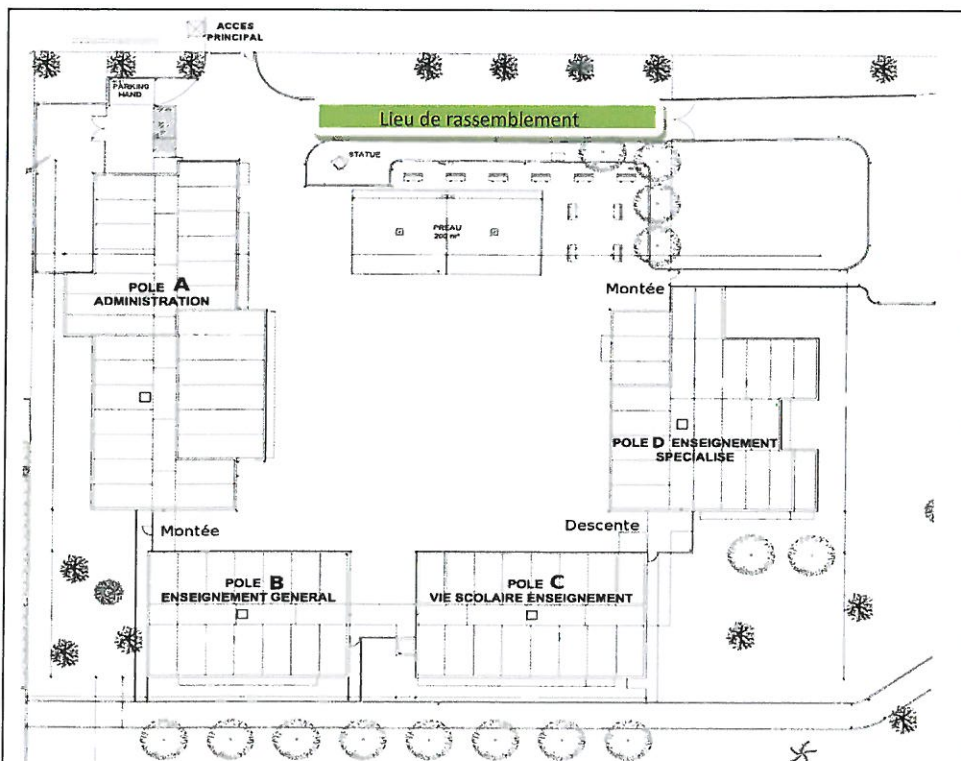 ACCES
PRINCIPAL
PARKING
HAND
Lieu de rassemblement
STATUE
PREAU
200 m²
POLE A
ADMINISTRATION
Montée
POLE D ENSEIGNEMENT
SPECIALISE
Montée
Descente
POLE B
ENSEIGNEMENT GENERAL
POLE C
VIE SCOLAIRE ENSEIGNEMENT